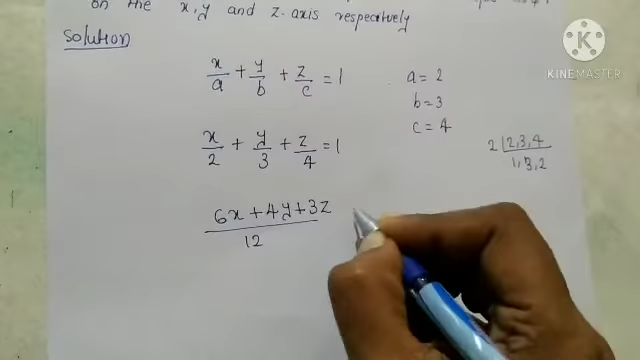 on the x, y and z-axis respectively
Solution
x/a + y/b + z/c = 1
a = 2
b = 3
c = 4
x/2 + y/3 + z/4 = 1
2 | 2, 3, 4
1, 3, 2
6x + 4y + 3z
12
KINEMASTER